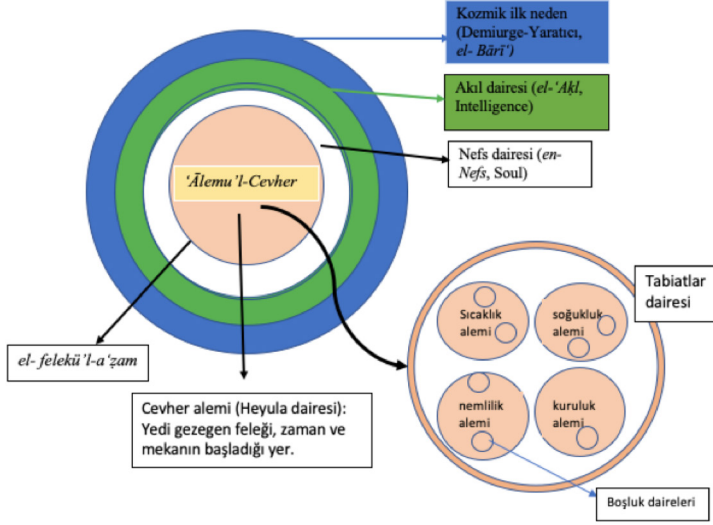 Kozmik ilk neden
(Demiurge-Yaratıcı,
el- Bārī’)
Akıl dairesi (el-‘Aḳl,
Intelligence)
Nefs dairesi (en-
Nefs, Soul)
‘Ālemu’l-Cevher
Tabiatlar
dairesi
Sıcaklık
alemi
soğukluk
alemi
nemlilik
alemi
kuruluk
alemi
el- felekü’l-a‘ẓam
Cevher alemi (Heyula dairesi):
Yedi gezegen feleği, zaman ve
mekanın başladığı yer.
Boşluk daireleri